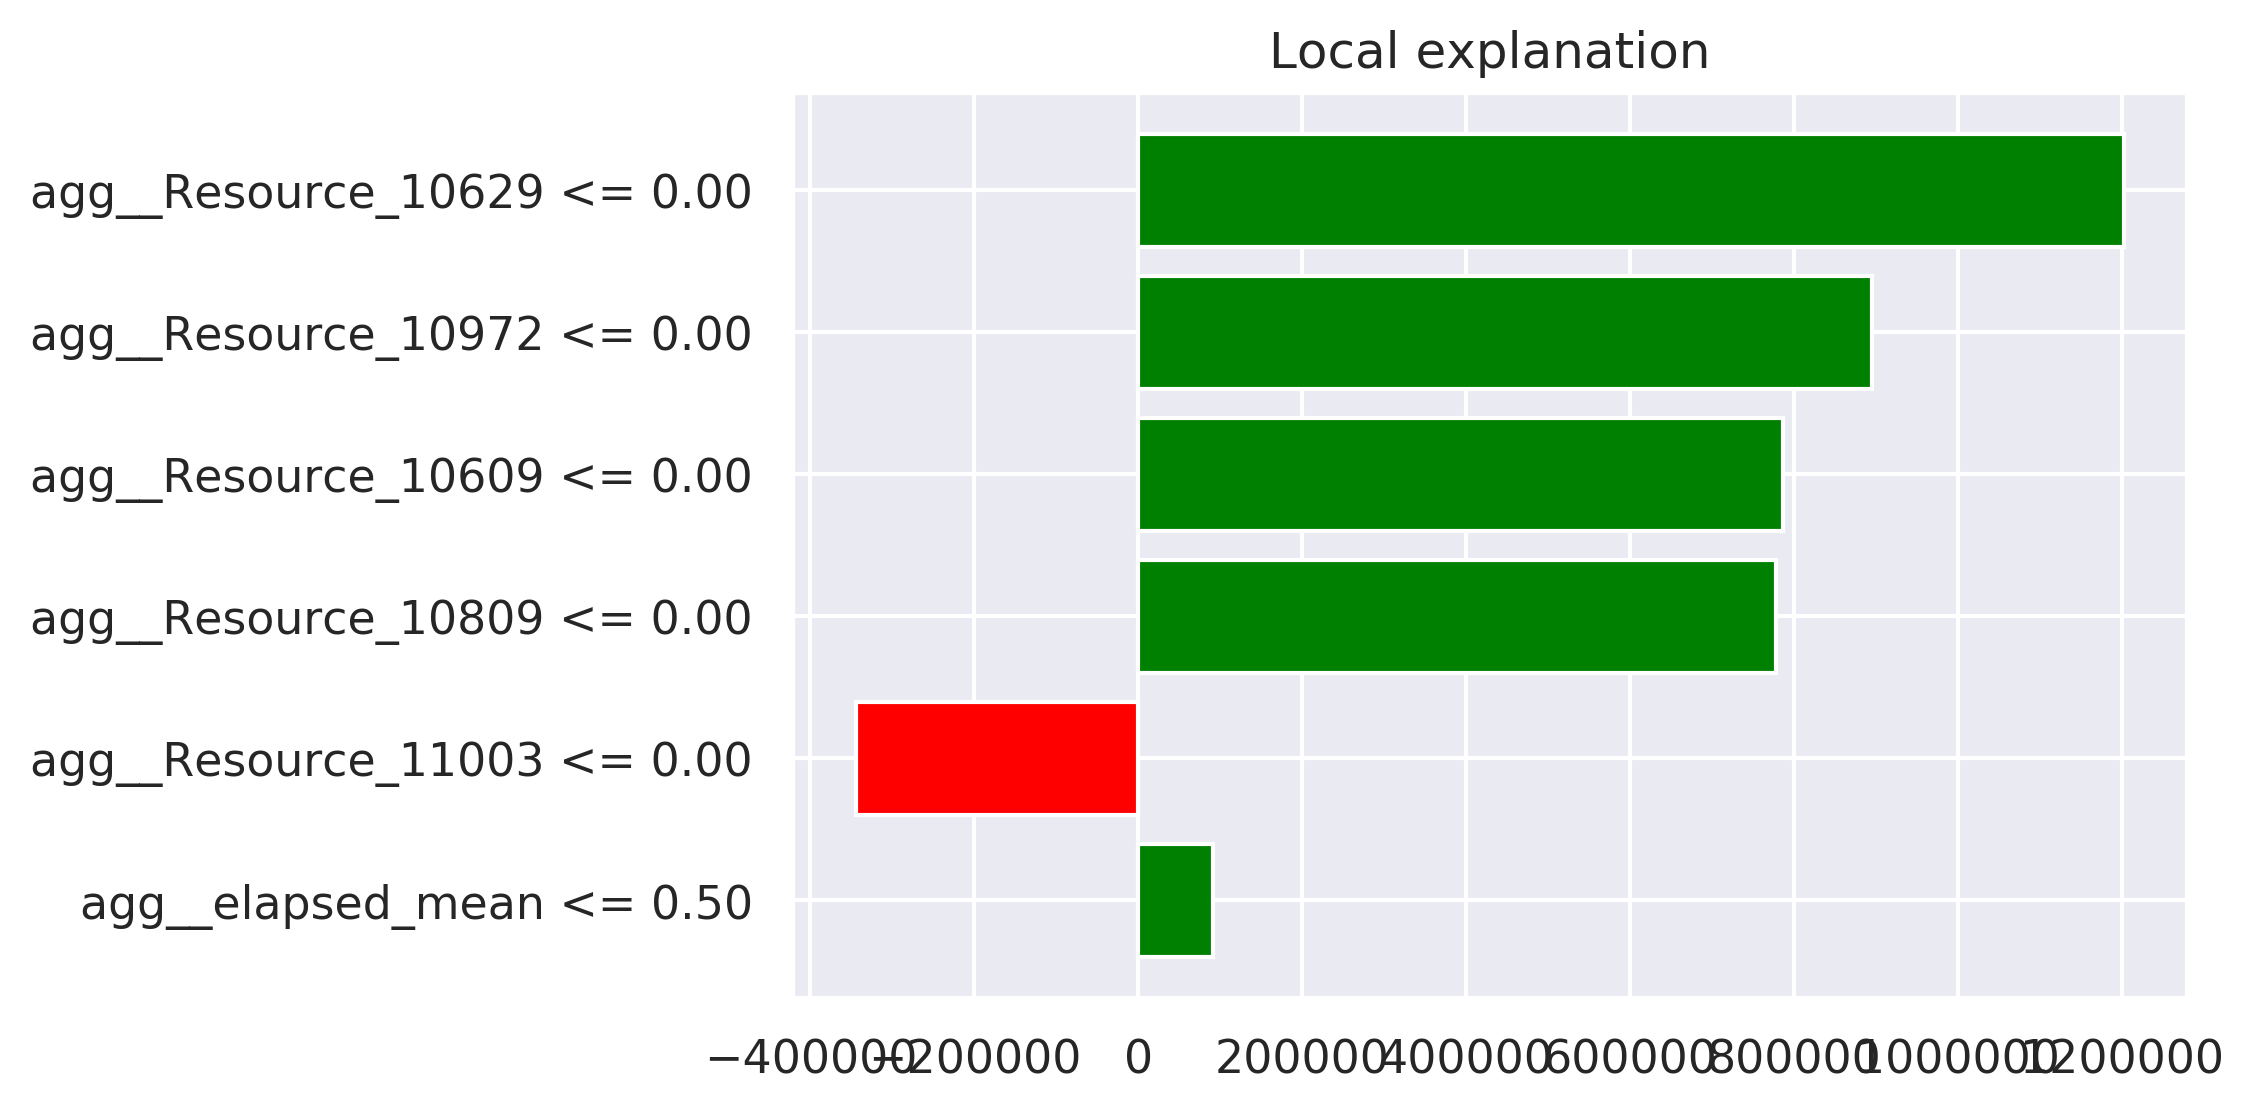 Local explanation
agg__Resource_10629 <= 0.00
agg__Resource_10972 <= 0.00
agg__Resource_10609 <= 0.00
agg__Resource_10809 <= 0.00
agg__Resource_11003 <= 0.00
agg__elapsed_mean <= 0.50
−400000 −200000 0 200000 400000 600000 800000 1000000 1200000